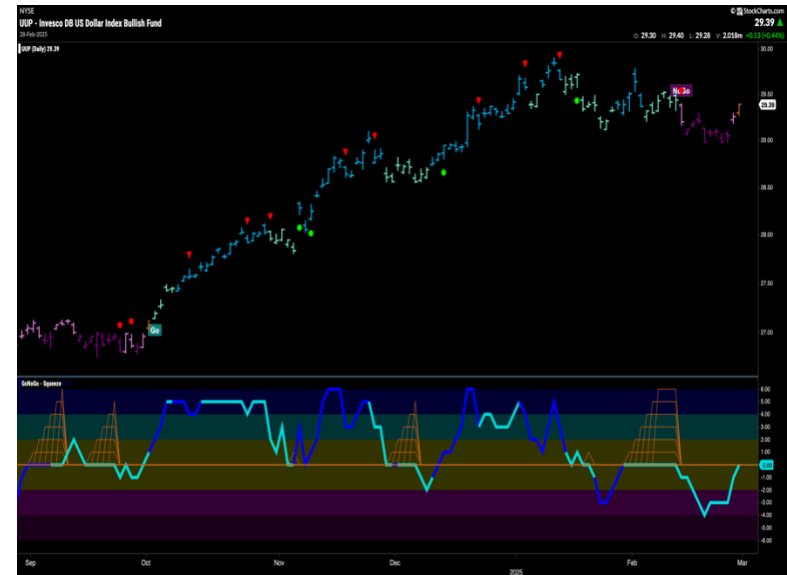 NYSE © StockCharts.com
UUP - Invesco DB US Dollar Index Bullish Fund 29.39
28-Feb-2025 O: 29.30 H: 29.40 L: 29.28 V: 2.018m +0.13 (+0.44%)
UUP (Daily) 29.39
30.00
NoGo
29.50
29.39
29.00
28.50
28.00
27.50
Go
27.00
GoNoGo - Squeeze
6.00
5.00
4.00
3.00
2.00
1.00
0.00
-1.00
-2.00
-3.00
-4.00
-5.00
-6.00
Sep Oct Nov Dec 2025 Feb Mar